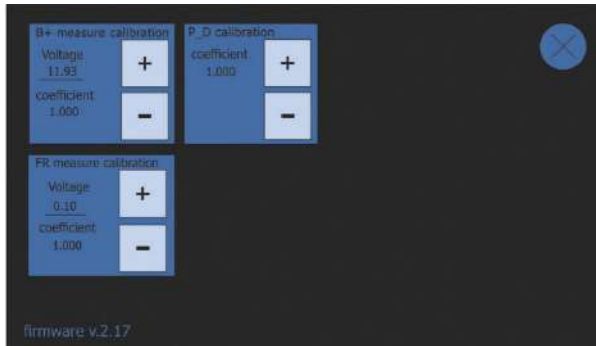 B+ measure calibration
Voltage
11.93
coefficient
1.000
+
-
P_D calibration
coefficient
1.000
+
-
FR measure calibration
Voltage
0.10
coefficient
1.000
+
-
firmware v.2.17